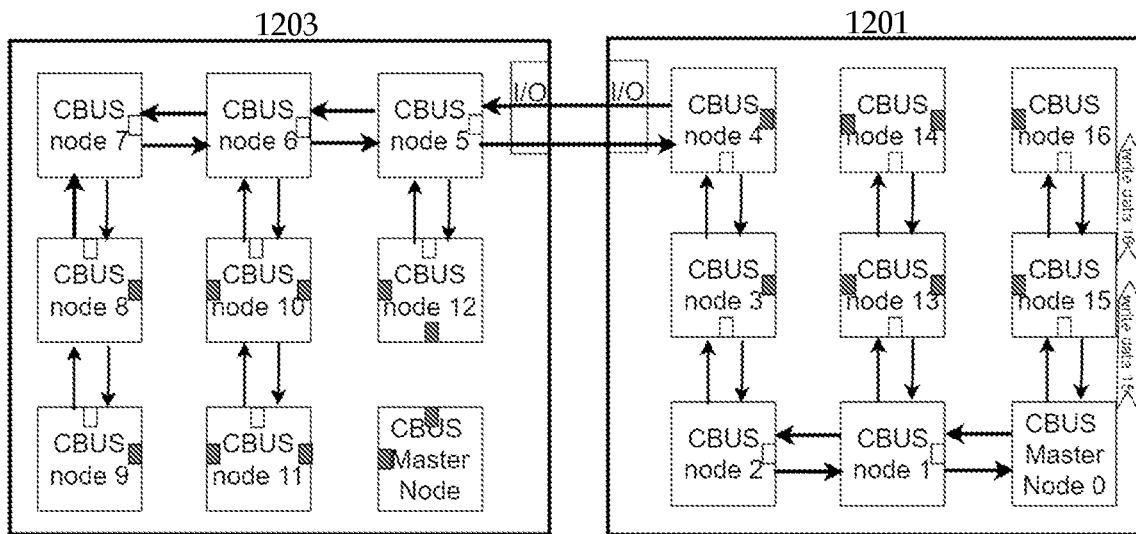 1203
1201
CBUS
node 7
CBUS
node 6
CBUS
node 5
I/O
I/O
CBUS
node 4
CBUS
node 14
CBUS
node 16
CBUS
node 8
CBUS
node 10
CBUS
node 12
CBUS
node 3
CBUS
node 13
CBUS
node 15
CBUS
node 9
CBUS
node 11
CBUS
Master
Node
CBUS
node 2
CBUS
node 1
CBUS
Master
Node 0